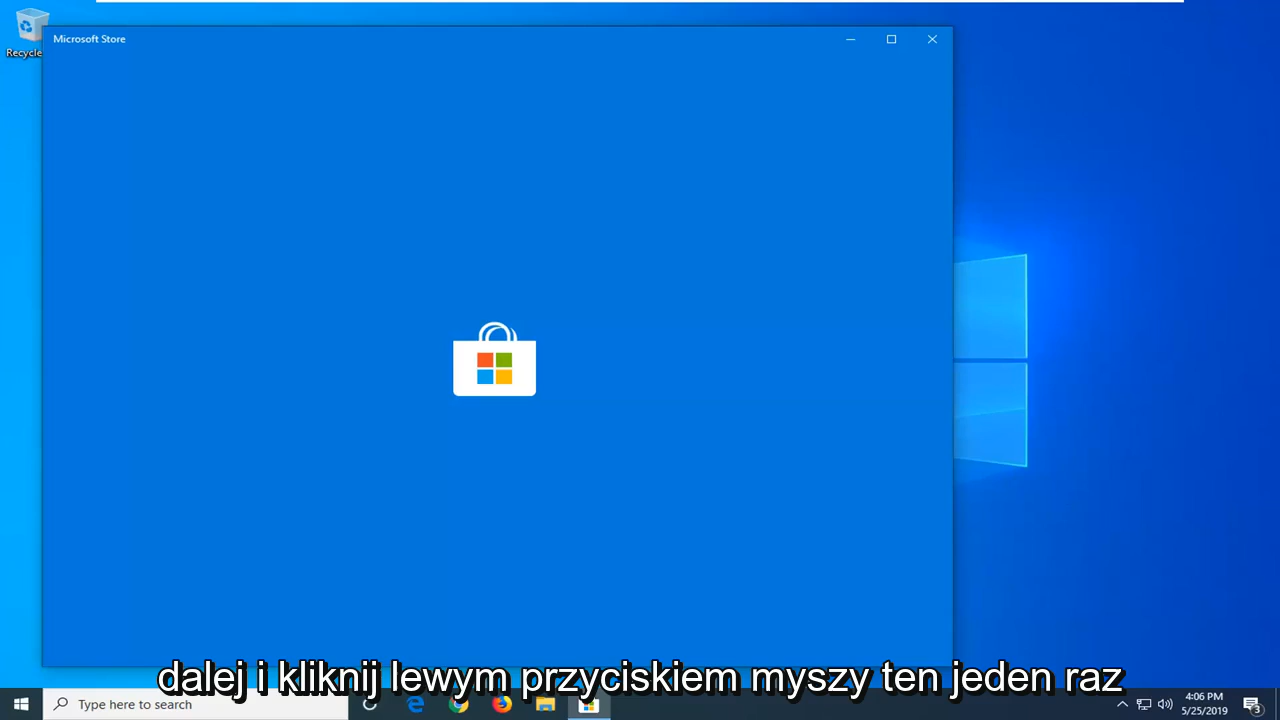 Microsoft Store
Recycle
dalej i kliknij lewym przyciskiem myszy ten jeden raz
Type here to search
4:06 PM
5/25/2019
3